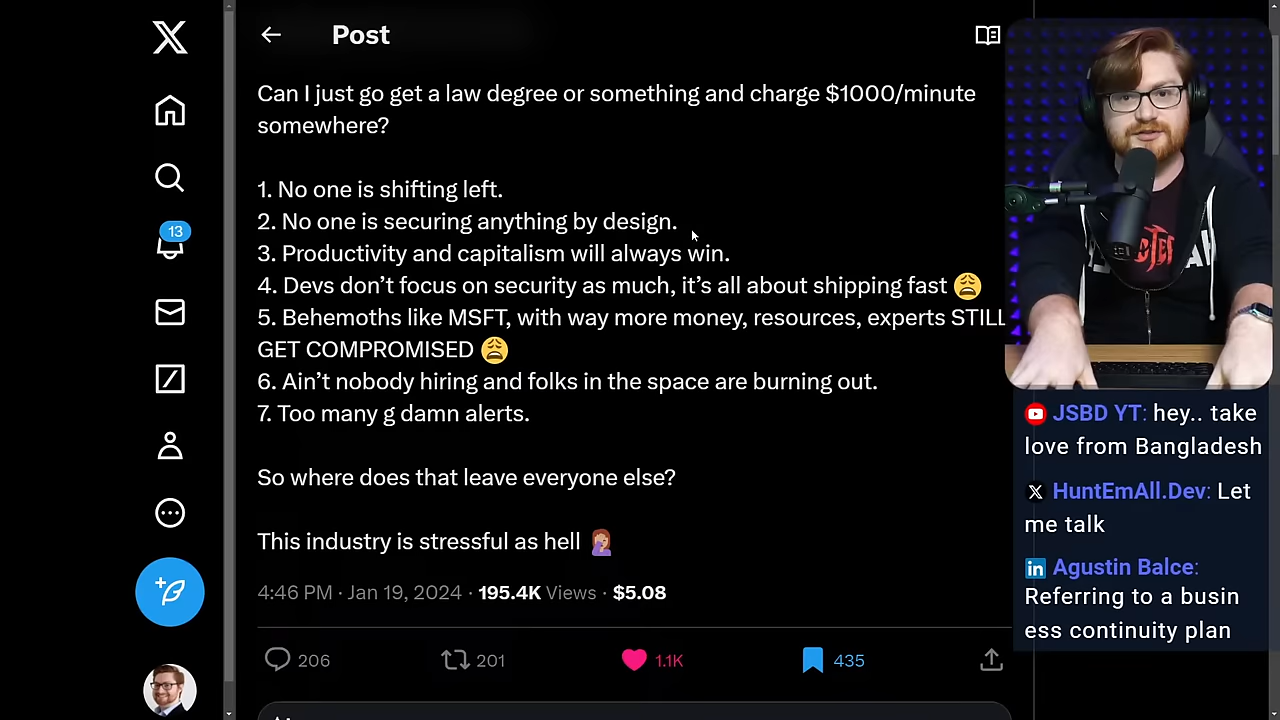 Post
Can I just go get a law degree or something and charge $1000/minute
somewhere?
1. No one is shifting left.
2. No one is securing anything by design.
3. Productivity and capitalism will always win.
4. Devs don’t focus on security as much, it’s all about shipping fast 😩
5. Behemoths like MSFT, with way more money, resources, experts STILL
GET COMPROMISED 😩
6. Ain’t nobody hiring and folks in the space are burning out.
7. Too many g damn alerts.
So where does that leave everyone else?
This industry is stressful as hell 🤦🏽‍♀️
4:46 PM · Jan 19, 2024 · 195.4K Views · $5.08
206 201 1.1K 435
13
JSBD YT: hey.. take
love from Bangladesh
HuntEmAll.Dev: Let
me talk
Agustin Balce:
Referring to a busin
ess continuity plan